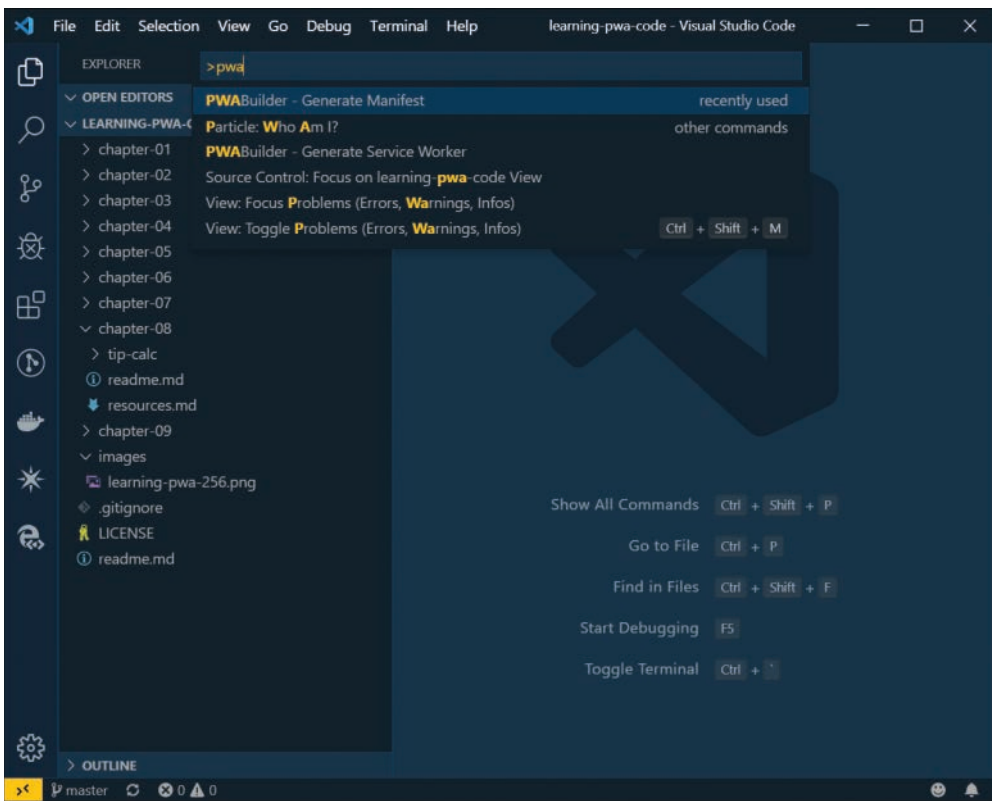 File Edit Selection View Go Debug Terminal Help learning-pwa-code - Visual Studio Code
EXPLORER
>pwa
OPEN EDITORS
LEARNING-PWA-C
chapter-01
chapter-02
chapter-03
chapter-04
chapter-05
chapter-06
chapter-07
chapter-08
tip-calc
readme.md
resources.md
chapter-09
images
learning-pwa-256.png
.gitignore
LICENSE
readme.md
PWABuilder - Generate Manifest recently used
Particle: Who Am I? other commands
PWABuilder - Generate Service Worker
Source Control: Focus on learning-pwa-code View
View: Focus Problems (Errors, Warnings, Infos)
View: Toggle Problems (Errors, Warnings, Infos) Ctrl + Shift + M
Show All Commands Ctrl + Shift + P
Go to File Ctrl + P
Find in Files Ctrl + Shift + F
Start Debugging F5
Toggle Terminal Ctrl + `
OUTLINE
master 0 0